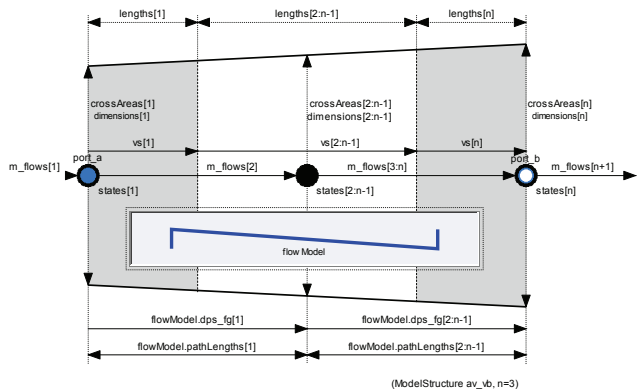 lengths[1] lengths[2:n-1] lengths[n]
crossAreas[1] crossAreas[2:n-1] crossAreas[n]
dimensions[1] dimensions[2:n-1] dimensions[n]
vs[1] vs[2:n-1] vs[n]
port_a port_b
m_flows[1] m_flows[2] m_flows[3:n] m_flows[n+1]
states[1] states[2:n-1] states[n]
flow Model
flowModel.dps_fg[1] flowModel.dps_fg[2:n-1]
flowModel.pathLengths[1] flowModel.pathLengths[2:n-1]
(ModelStructure av_vb, n=3)